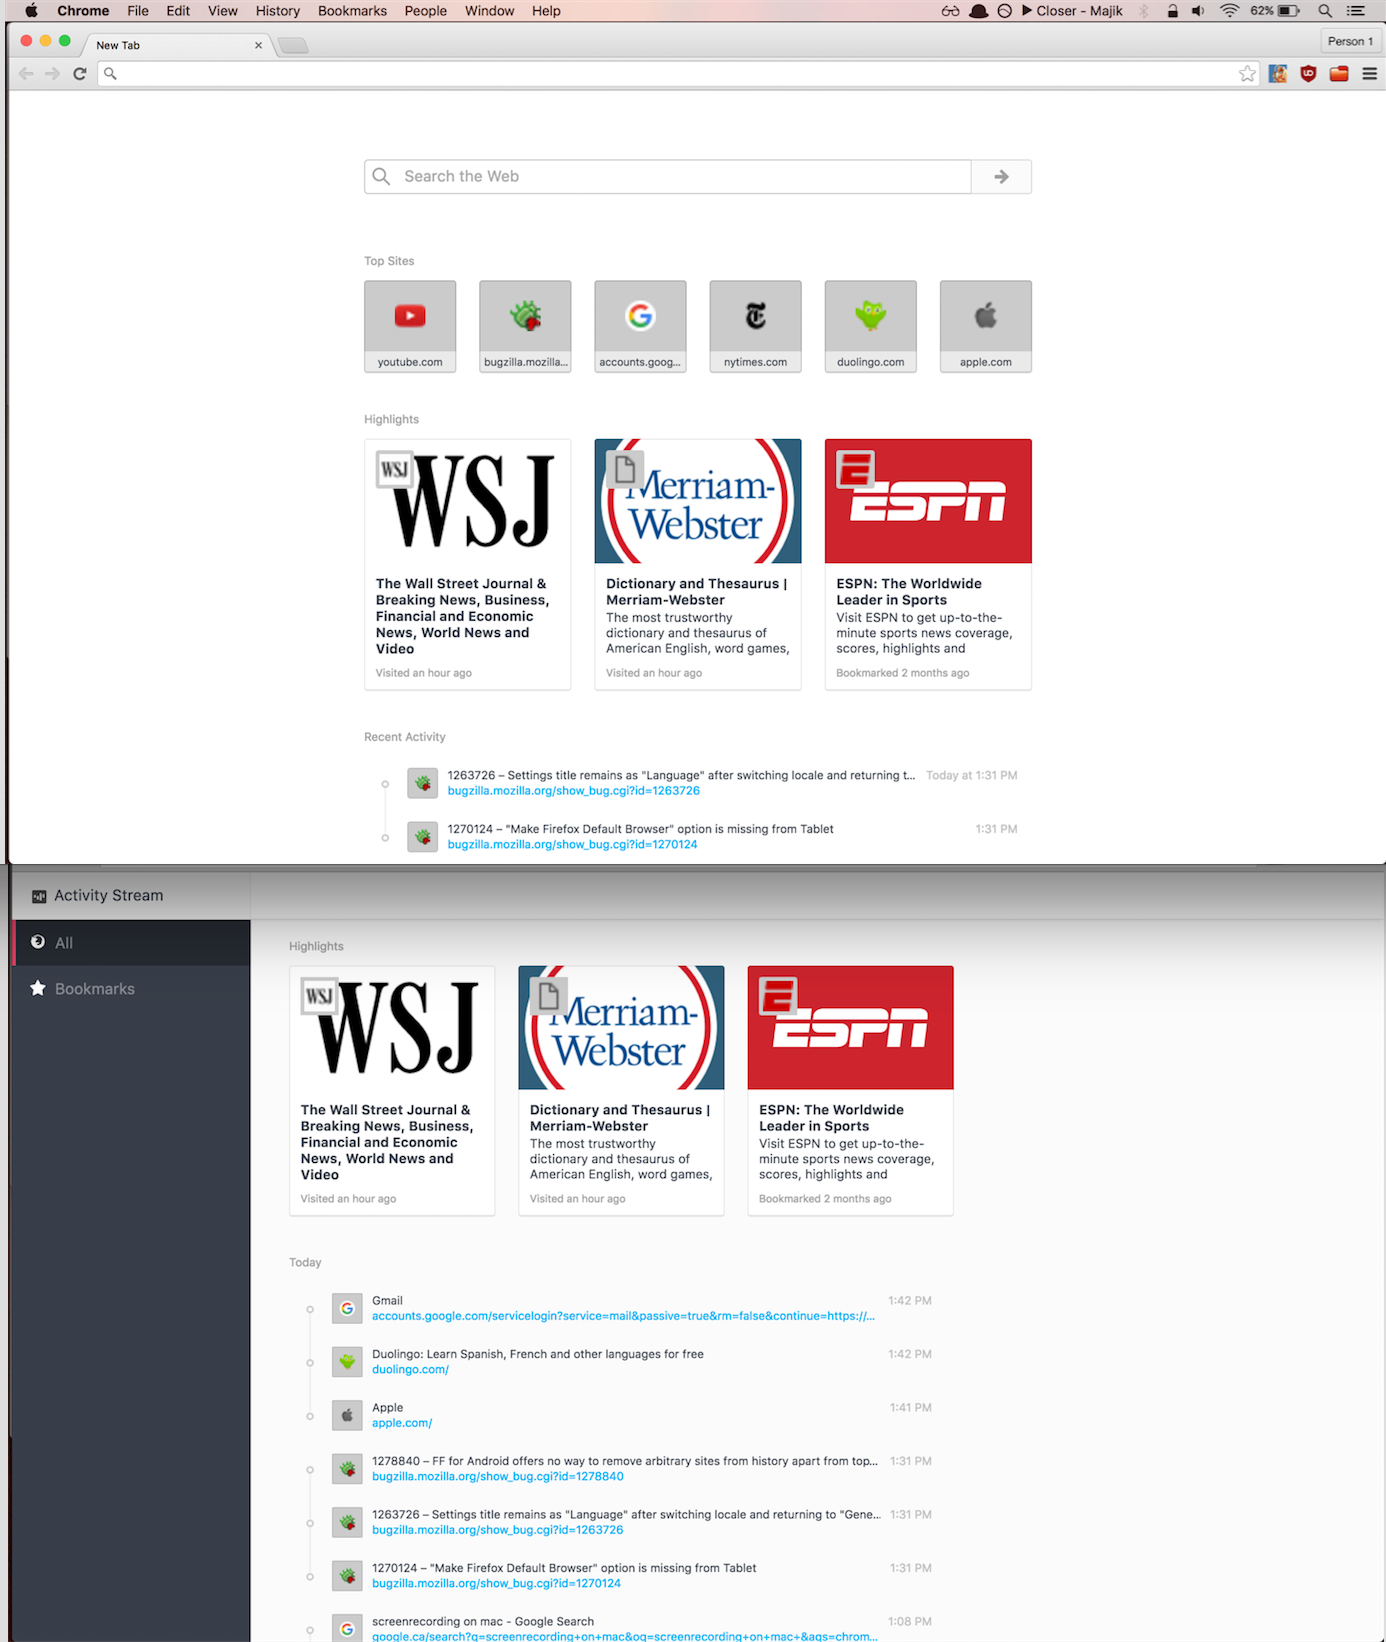 Chrome File Edit View History Bookmarks People Window Help Closer - Majik 62%
New Tab
Person 1
Search the Web
Top Sites
youtube.com
bugzilla.mozilla...
accounts.goog...
nytimes.com
duolingo.com
apple.com
Highlights
WSJ
WSJ
The Wall Street Journal &
Breaking News, Business,
Financial and Economic
News, World News and
Video
Visited an hour ago
Merriam-
Webster
Dictionary and Thesaurus |
Merriam-Webster
The most trustworthy
dictionary and thesaurus of
American English, word games,
Visited an hour ago
E
ESPN
ESPN: The Worldwide
Leader in Sports
Visit ESPN to get up-to-the-
minute sports news coverage,
scores, highlights and
Bookmarked 2 months ago
Recent Activity
1263726 – Settings title remains as "Language" after switching locale and returning t... Today at 1:31 PM
bugzilla.mozilla.org/show_bug.cgi?id=1263726
1270124 – "Make Firefox Default Browser" option is missing from Tablet 1:31 PM
bugzilla.mozilla.org/show_bug.cgi?id=1270124
Activity Stream
All
Bookmarks
Highlights
WSJ
WSJ
The Wall Street Journal &
Breaking News, Business,
Financial and Economic
News, World News and
Video
Visited an hour ago
Merriam-
Webster
Dictionary and Thesaurus |
Merriam-Webster
The most trustworthy
dictionary and thesaurus of
American English, word games,
Visited an hour ago
E
ESPN
ESPN: The Worldwide
Leader in Sports
Visit ESPN to get up-to-the-
minute sports news coverage,
scores, highlights and
Bookmarked 2 months ago
Today
Gmail 1:42 PM
accounts.google.com/servicelogin?service=mail&passive=true&rm=false&continue=https://...
Duolingo: Learn Spanish, French and other languages for free 1:42 PM
duolingo.com/
Apple 1:41 PM
apple.com/
1278840 – FF for Android offers no way to remove arbitrary sites from history apart from top... 1:31 PM
bugzilla.mozilla.org/show_bug.cgi?id=1278840
1263726 – Settings title remains as "Language" after switching locale and returning to "Gene... 1:31 PM
bugzilla.mozilla.org/show_bug.cgi?id=1263726
1270124 – "Make Firefox Default Browser" option is missing from Tablet 1:31 PM
bugzilla.mozilla.org/show_bug.cgi?id=1270124
screenrecording on mac - Google Search 1:08 PM
google.ca/search?q=screenrecording+on+mac&oq=screenrecording+on+mac+&aqs=chrom...